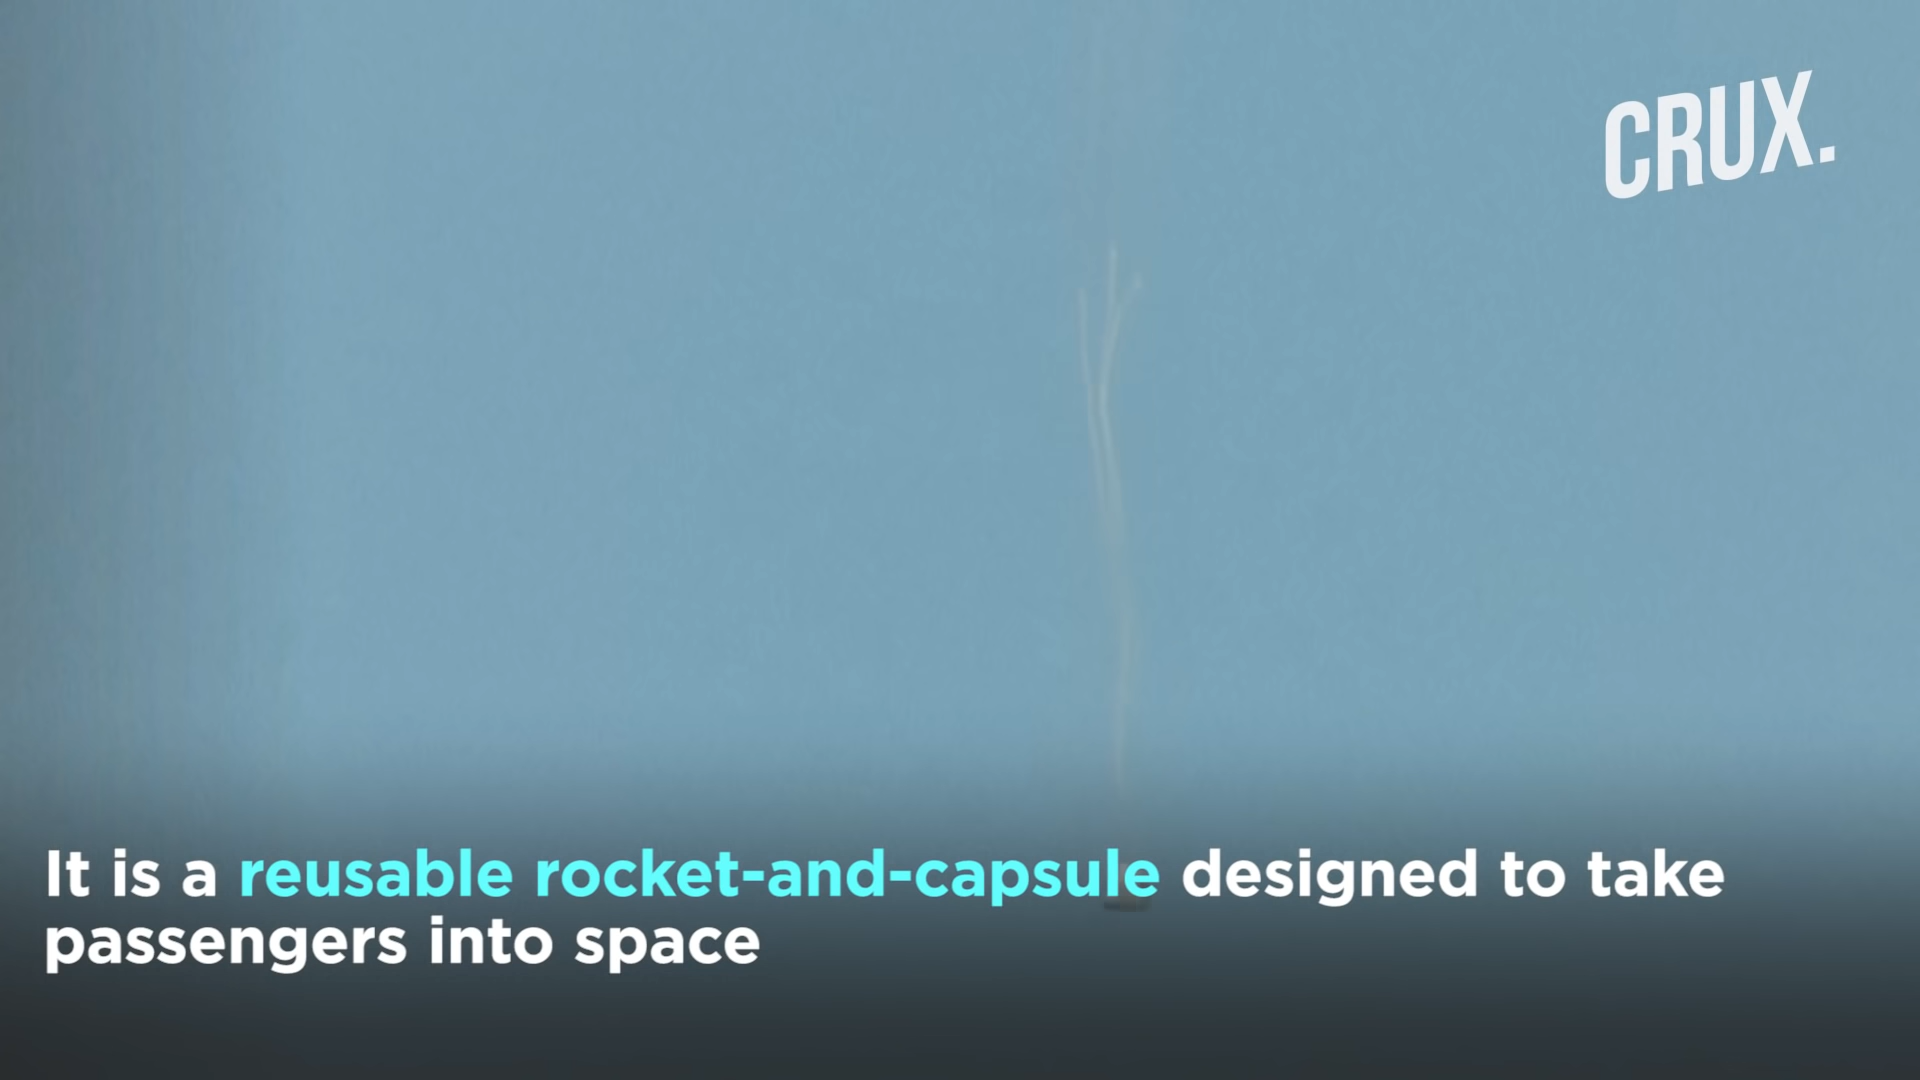 CRUX.
It is a reusable rocket-and-capsule designed to take
passengers into space